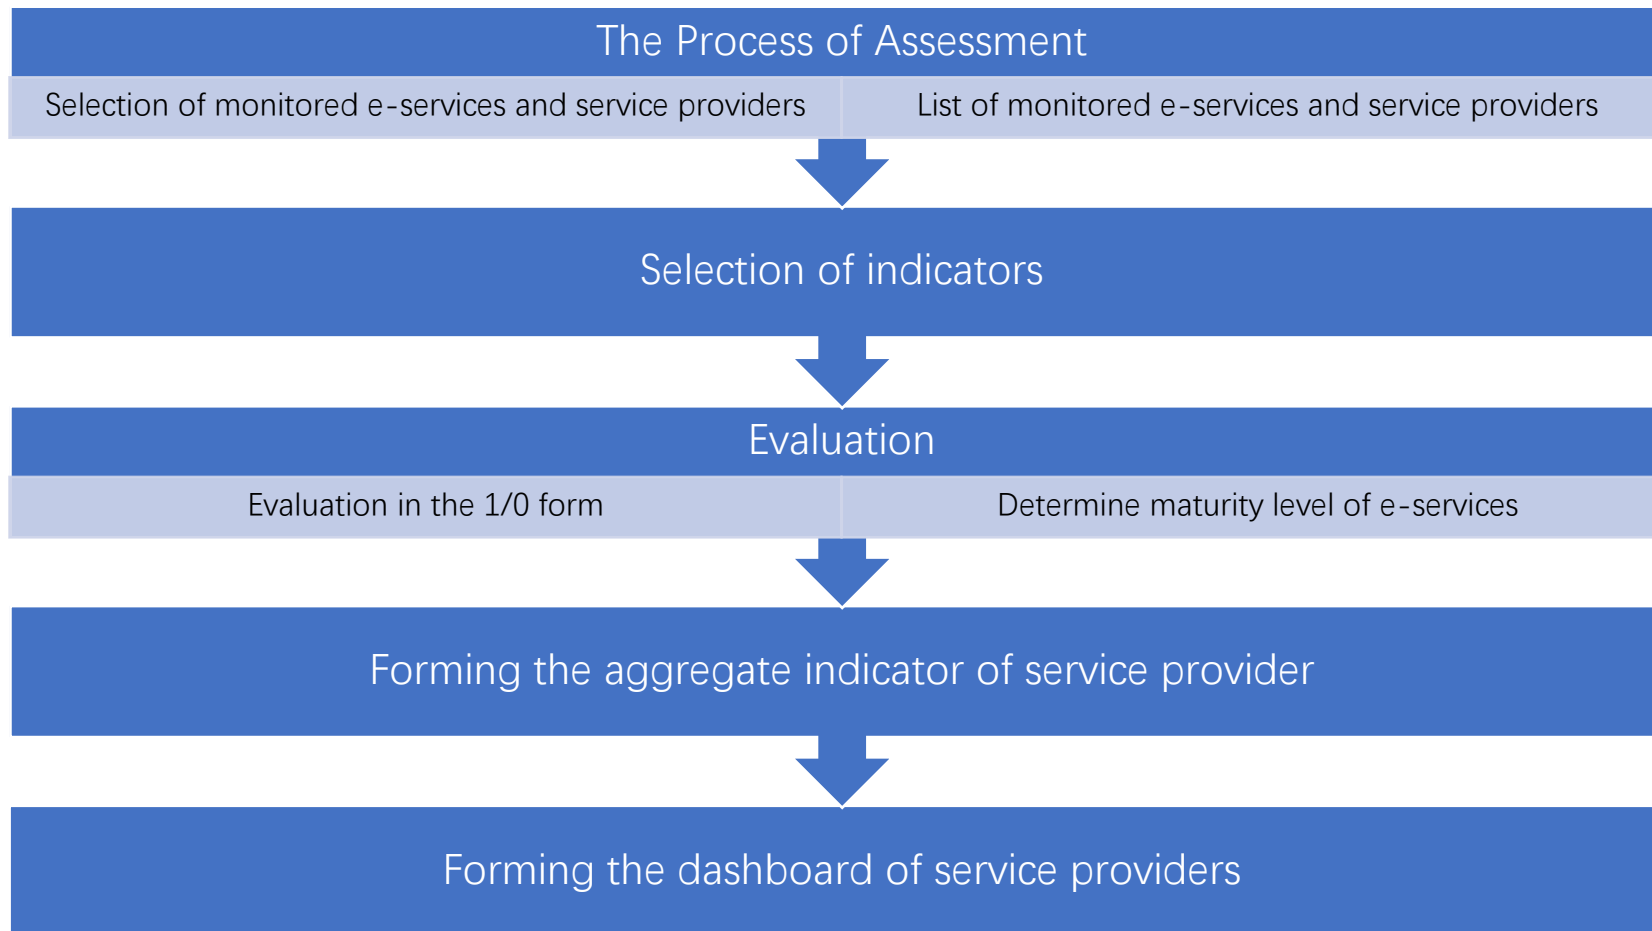 The Process of Assessment
Selection of monitored e-services and service providers
List of monitored e-services and service providers
Selection of indicators
Evaluation
Evaluation in the 1/0 form
Determine maturity level of e-services
Forming the aggregate indicator of service provider
Forming the dashboard of service providers